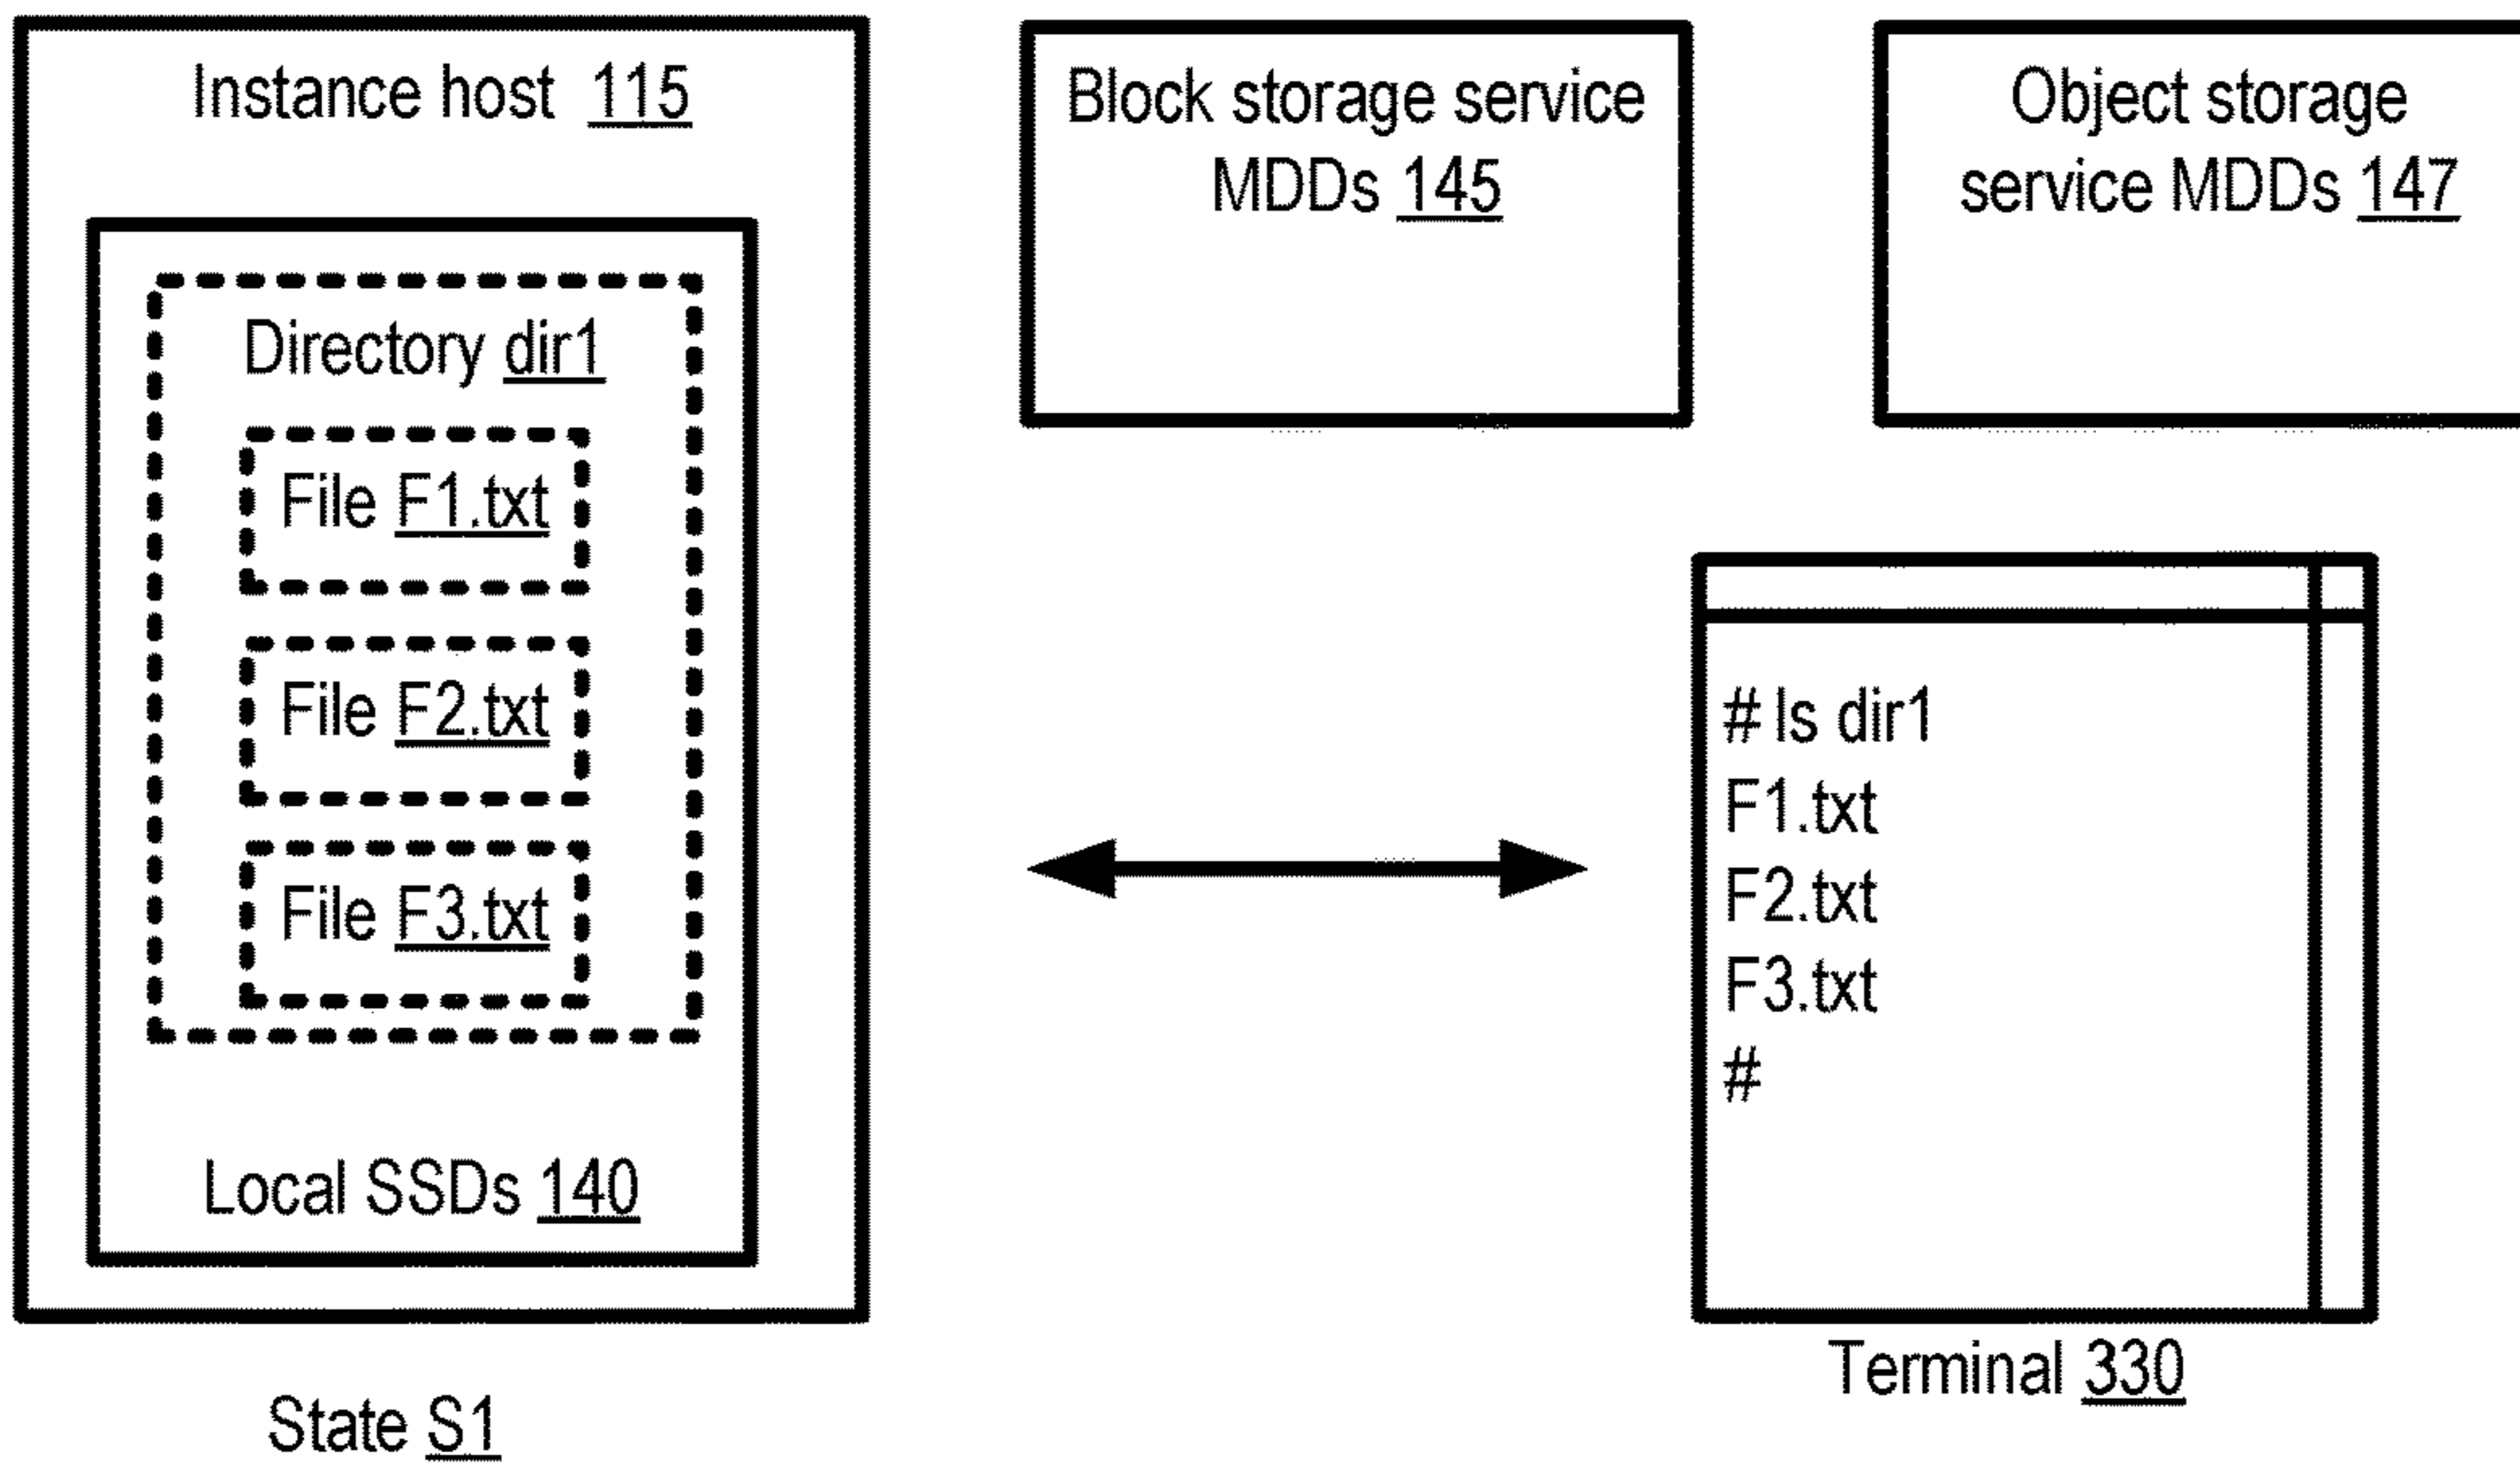 Instance host 115
Directory dir1
File F1.txt
File F2.txt
File F3.txt
Local SSDs 140
State S1
Block storage service
MDDs 145
Object storage
service MDDs 147
# ls dir1
F1.txt
F2.txt
F3.txt
#
Terminal 330